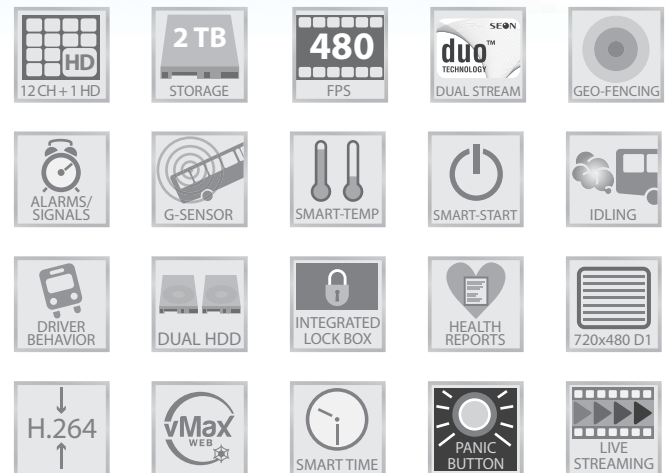 HD
12 CH + 1 HD
2 TB
STORAGE
480
FPS
SEON
duo™
TECHNOLOGY
DUAL STREAM
GEO-FENCING
ALARMS/
SIGNALS
G-SENSOR
SMART-TEMP
SMART-START
IDLING
DRIVER
BEHAVIOR
DUAL HDD
INTEGRATED
LOCK BOX
HEALTH
REPORTS
720x480 D1
H.264
vMax
WEB
SMART TIME
PANIC
BUTTON
LIVE
STREAMING